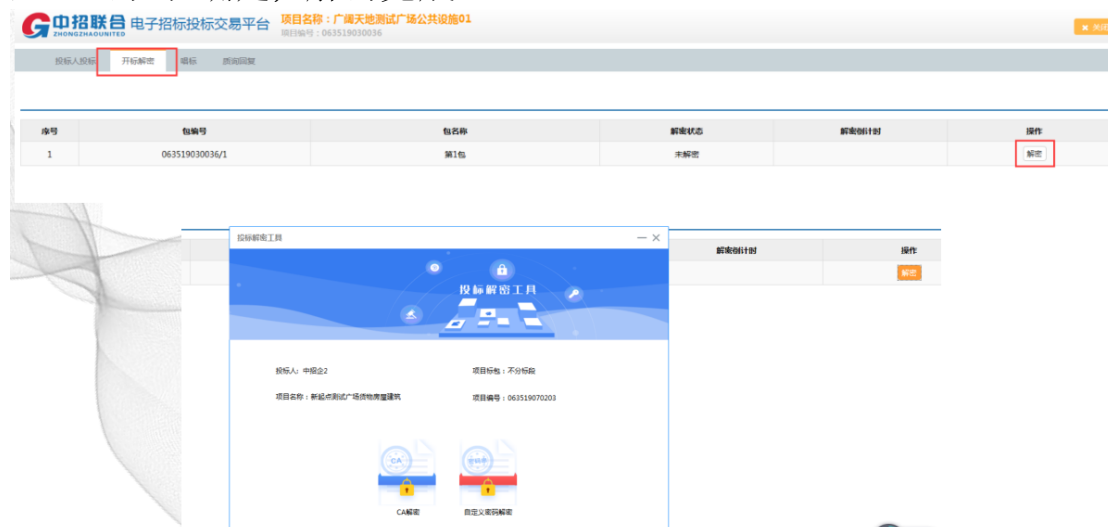 中招联合 电子招标投标交易平台 项目名称：广阔天地测试广场公共设施01
ZHONGZHAOUNITED 项目编号：063519030036 × 关闭
投标人投标 开标解密 唱标 质询回复
序号 包编号 包名称 解密状态 解密倒计时 操作
1 063519030036/1 第1包 未解密 解密
投标解密工具
解密倒计时 操作
解密
投标解密工具
投标人：中招企2 项目标包：不分标段
项目名称：新起点测试广场货物房屋建筑 项目编号：063519070203
CA
CA解密 自定义密码解密